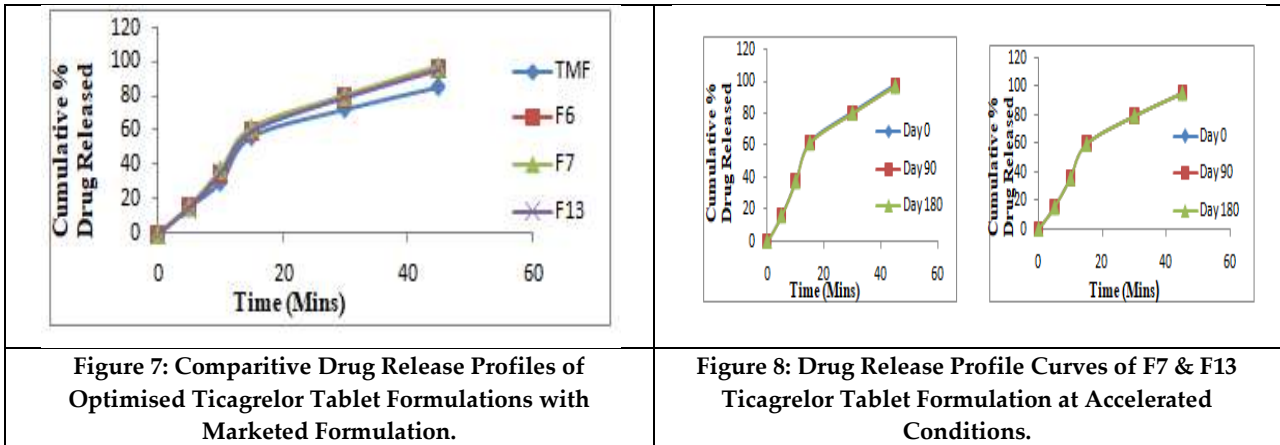 120
100
80
60
40
20
0
Cumulative %
Drug Released
0 20 40 60
Time (Mins)
TMF
F6
F7
F13
Figure 7: Comparitive Drug Release Profiles of
Optimised Ticagrelor Tablet Formulations with
Marketed Formulation.
120
100
80
60
40
20
0
Cumulative %
Drug Released
0 20 40 60
Time (Mins)
Day 0
Day 90
Day 180
120
100
80
60
40
20
0
Cumulative %
Drug Released
0 20 40 60
Time (Mins)
Day 0
Day 90
Day 180
Figure 8: Drug Release Profile Curves of F7 & F13
Ticagrelor Tablet Formulation at Accelerated
Conditions.